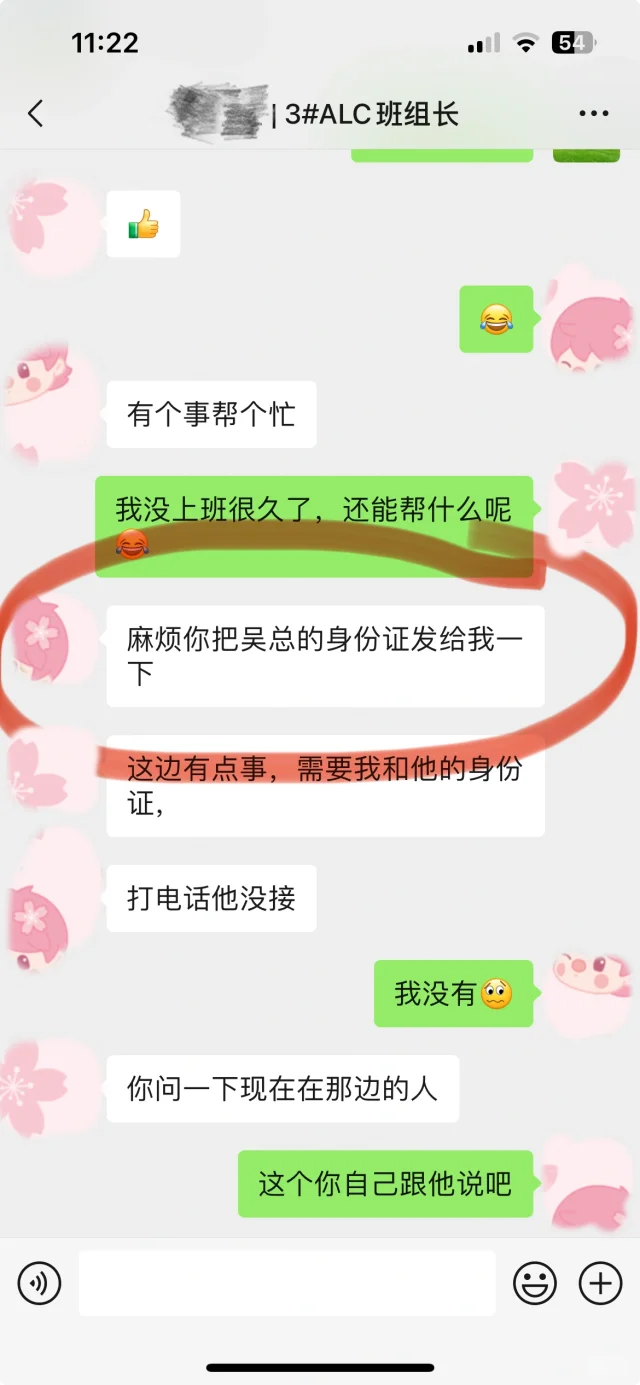 11:22
54
| 3#ALC班组长
👍
😂
有个事帮个忙
我没上班很久了，还能帮什么呢
😂
麻烦你把吴总的身份证发给我一
下
这边有点事，需要我和他的身份
证，
打电话他没接
我没有😖
你问一下现在在那边的人
这个你自己跟他说吧